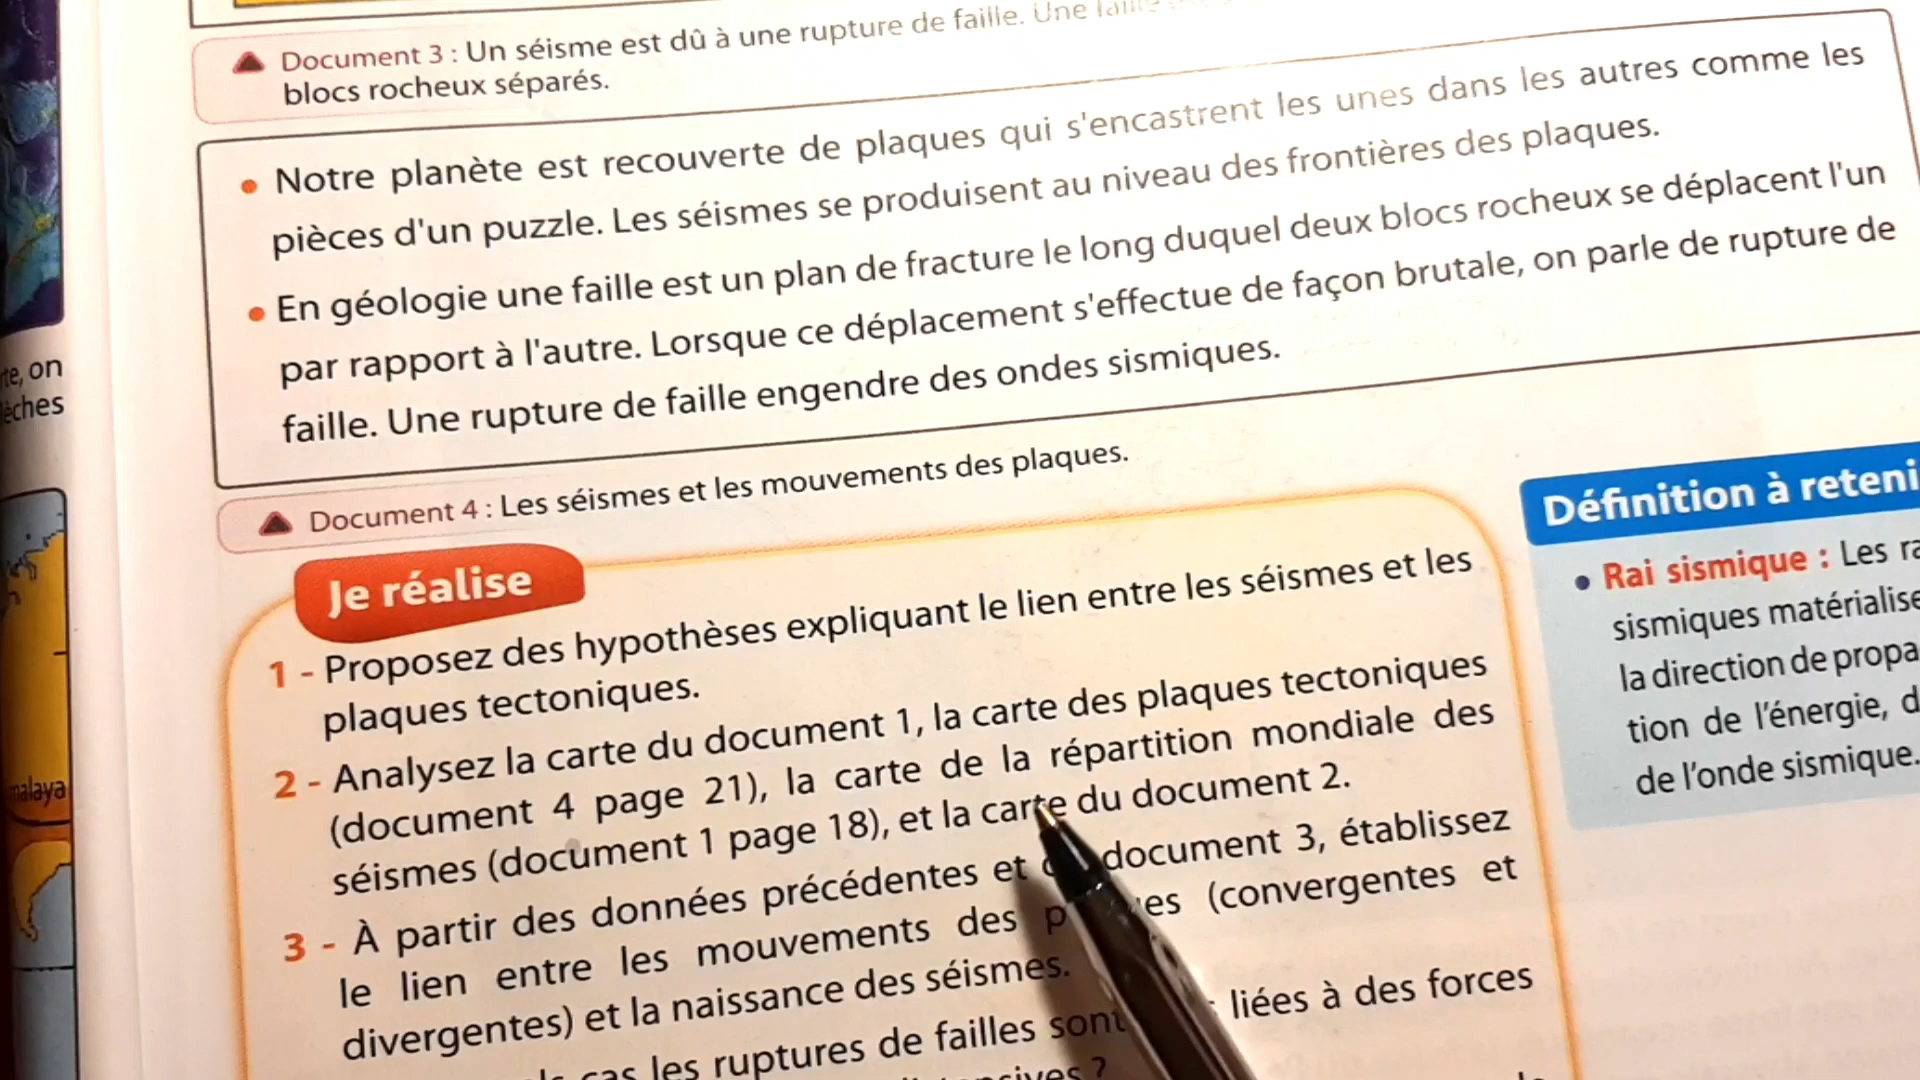 Document 3 : Un séisme est dû à une rupture de faille. Une faille
blocs rocheux séparés.
• Notre planète est recouverte de plaques qui s'encastrent les unes dans les autres comme les
pièces d'un puzzle. Les séismes se produisent au niveau des frontières des plaques.
• En géologie une faille est un plan de fracture le long duquel deux blocs rocheux se déplacent l'un
par rapport à l'autre. Lorsque ce déplacement s'effectue de façon brutale, on parle de rupture de
faille. Une rupture de faille engendre des ondes sismiques.
Document 4 : Les séismes et les mouvements des plaques.
Je réalise
1 - Proposez des hypothèses expliquant le lien entre les séismes et les
plaques tectoniques.
2 - Analysez la carte du document 1, la carte des plaques tectoniques
(document 4 page 21), la carte de la répartition mondiale des
séismes (document 1 page 18), et la carte du document 2.
3 - À partir des données précédentes et document 3, établissez
le lien entre les mouvements des (convergentes et
divergentes) et la naissance des séismes.
cas les ruptures de failles sont liées à des forces
?
Définition à reteni
• Rai sismique : Les ra
sismiques matérialise
la direction de propa
tion de l'énergie, d
de l'onde sismique.
te, on
èches
malaya